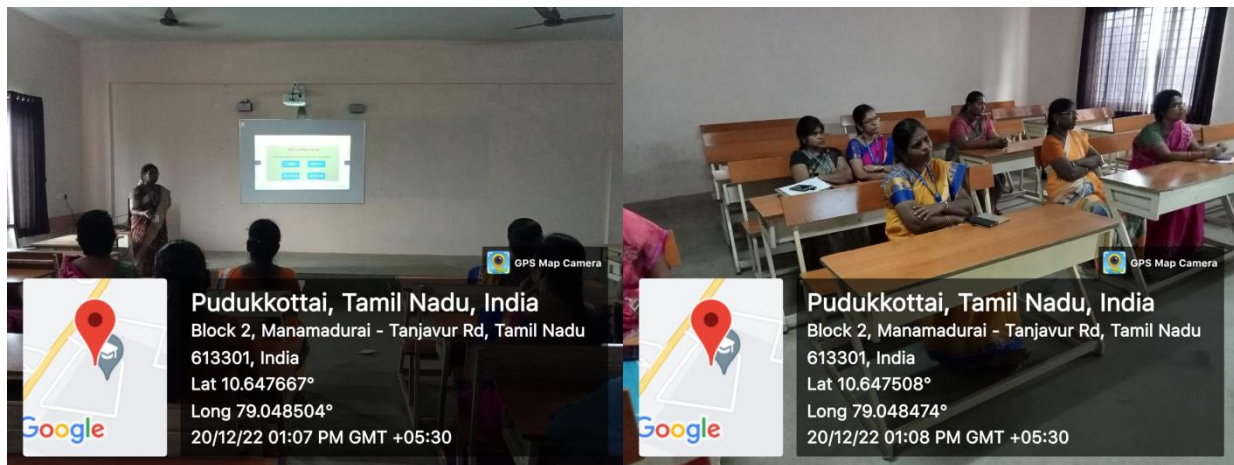 GPS Map Camera
Pudukkottai, Tamil Nadu, India
Block 2, Manamadurai - Tanjavur Rd, Tamil Nadu
613301, India
Lat 10.647667°
Long 79.048504°
20/12/22 01:07 PM GMT +05:30
Google
GPS Map Camera
Pudukkottai, Tamil Nadu, India
Block 2, Manamadurai - Tanjavur Rd, Tamil Nadu
613301, India
Lat 10.647508°
Long 79.048474°
20/12/22 01:08 PM GMT +05:30
Google